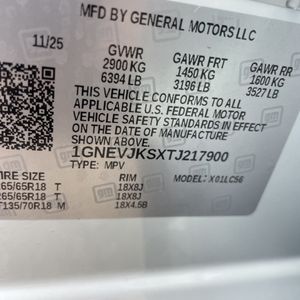 MFD BY GENERAL MOTORS LLC
11/25
GVWR GAWR FRT GAWR RR
2900 KG 1450 KG 1600 KG
6394 LB 3196 LB 3527 LB
THIS VEHICLE CONFORMS TO ALL APPLICABLE
U.S. FEDERAL MOTOR VEHICLE
SAFETY STANDARDS IN EFFECT ON THE DATE
OF MANUFACTURE SHOWN ABOVE.
1GNEVJKSXTJ217900
TYPE: MPV MODEL: X01LC56
IRE SIZE RIM
265/65R18 T 18X8J
265/65R18 T 18X8J
T135/70R18 M 18X4.5B